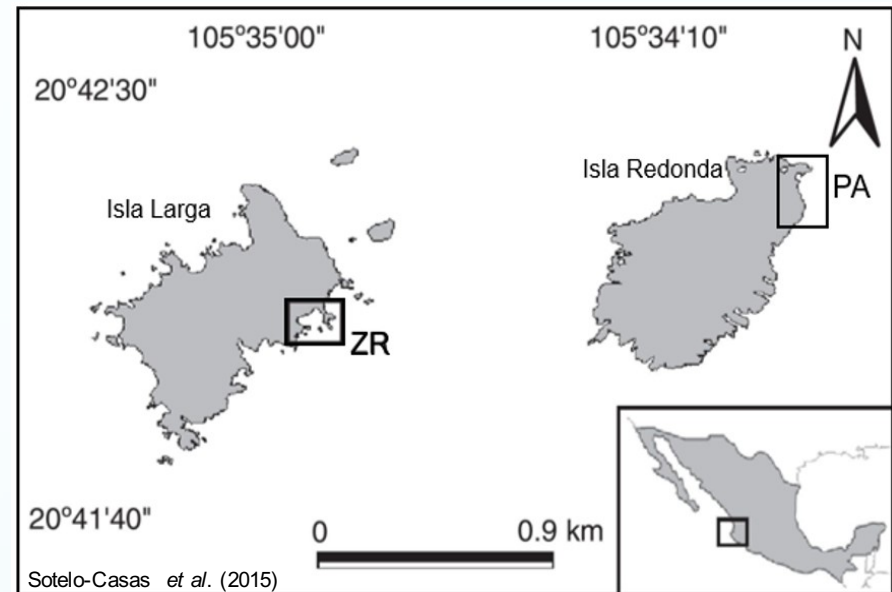 105º35'00"
105º34'10"
N
20º42'30"
Isla Larga
Isla Redonda
PA
ZR
20º41'40"
0
0.9 km
Sotelo-Casas et al. (2015)